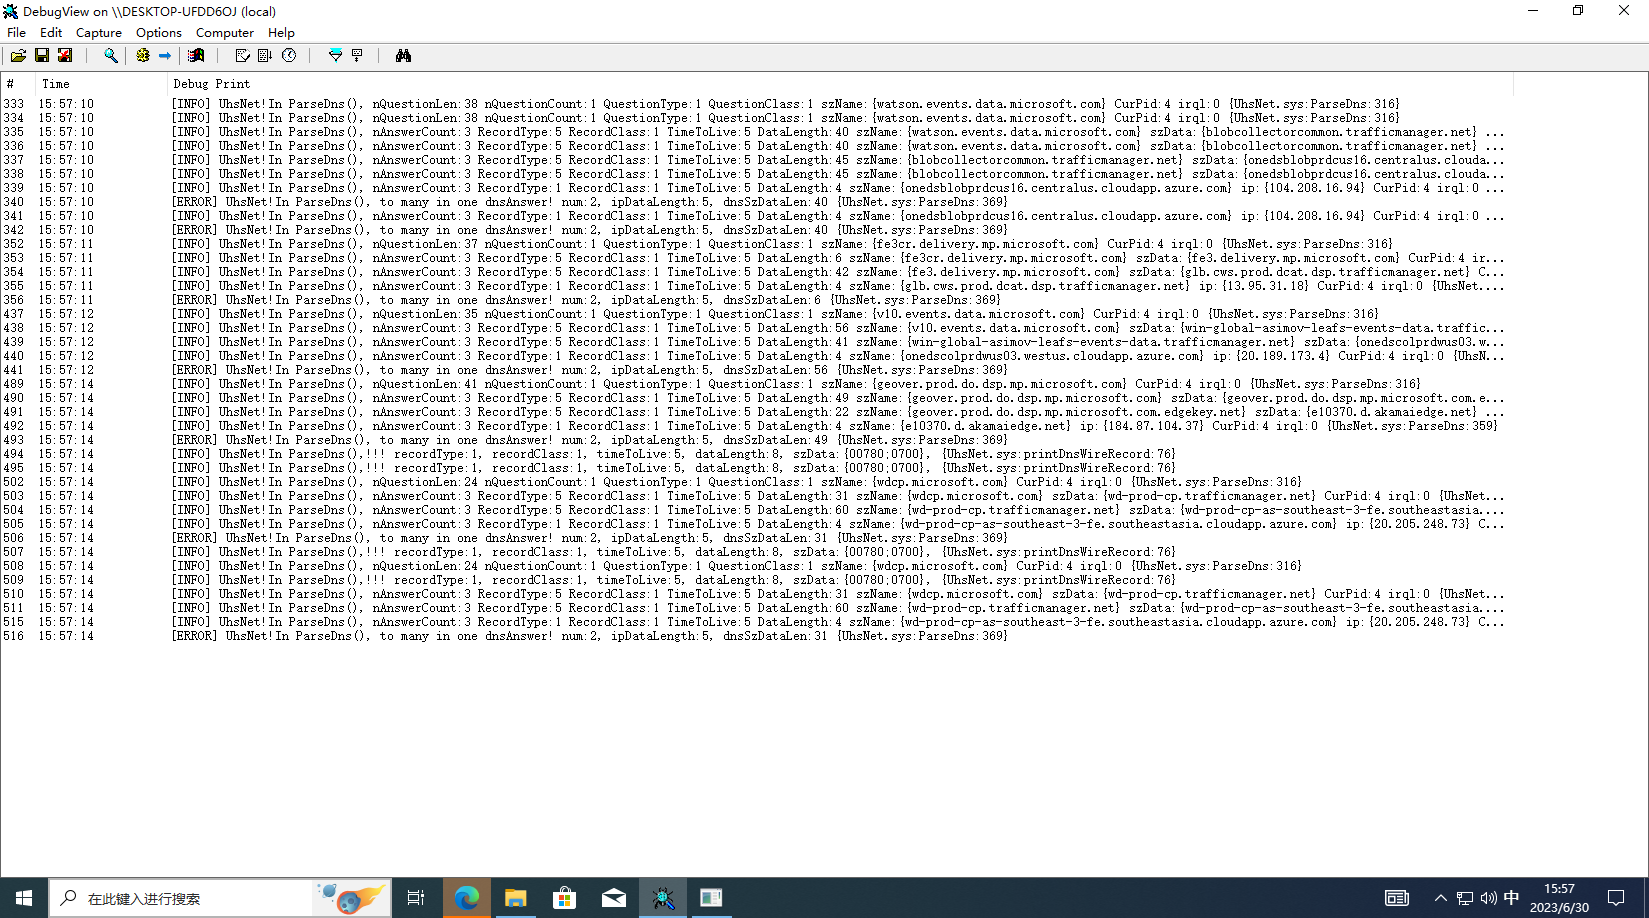 DebugView on \\DESKTOP-UFDD6OJ (local)
File Edit Capture Options Computer Help
# Time Debug Print
333 15:57:10 [INFO] UhsNet!In ParseDns(), nQuestionLen:38 nQuestionCount:1 QuestionType:1 QuestionClass:1 szName:{watson.events.data.microsoft.com} CurPid:4 irql:0 {UhsNet.sys:ParseDns:316}
334 15:57:10 [INFO] UhsNet!In ParseDns(), nQuestionLen:38 nQuestionCount:1 QuestionType:1 QuestionClass:1 szName:{watson.events.data.microsoft.com} CurPid:4 irql:0 {UhsNet.sys:ParseDns:316}
335 15:57:10 [INFO] UhsNet!In ParseDns(), nAnswerCount:3 RecordType:5 RecordClass:1 TimeToLive:5 DataLength:40 szName:{watson.events.data.microsoft.com} szData:{blobcollectorcommon.trafficmanager.net} ...
336 15:57:10 [INFO] UhsNet!In ParseDns(), nAnswerCount:3 RecordType:5 RecordClass:1 TimeToLive:5 DataLength:40 szName:{watson.events.data.microsoft.com} szData:{blobcollectorcommon.trafficmanager.net} ...
337 15:57:10 [INFO] UhsNet!In ParseDns(), nAnswerCount:3 RecordType:5 RecordClass:1 TimeToLive:5 DataLength:45 szName:{blobcollectorcommon.trafficmanager.net} szData:{onedsblobprdcus16.centralus.clouda...
338 15:57:10 [INFO] UhsNet!In ParseDns(), nAnswerCount:3 RecordType:5 RecordClass:1 TimeToLive:5 DataLength:45 szName:{blobcollectorcommon.trafficmanager.net} szData:{onedsblobprdcus16.centralus.clouda...
339 15:57:10 [INFO] UhsNet!In ParseDns(), nAnswerCount:3 RecordType:1 RecordClass:1 TimeToLive:5 DataLength:4 szName:{onedsblobprdcus16.centralus.cloudapp.azure.com} ip:{104.208.16.94} CurPid:4 irql:0 ...
340 15:57:10 [ERROR] UhsNet!In ParseDns(), to many in one dnsAnswer! num:2, ipDataLength:5, dnsSzDataLen:40 {UhsNet.sys:ParseDns:369}
341 15:57:10 [INFO] UhsNet!In ParseDns(), nAnswerCount:3 RecordType:1 RecordClass:1 TimeToLive:5 DataLength:4 szName:{onedsblobprdcus16.centralus.cloudapp.azure.com} ip:{104.208.16.94} CurPid:4 irql:0 ...
342 15:57:10 [ERROR] UhsNet!In ParseDns(), to many in one dnsAnswer! num:2, ipDataLength:5, dnsSzDataLen:40 {UhsNet.sys:ParseDns:369}
352 15:57:11 [INFO] UhsNet!In ParseDns(), nQuestionLen:37 nQuestionCount:1 QuestionType:1 QuestionClass:1 szName:{fe3cr.delivery.mp.microsoft.com} CurPid:4 irql:0 {UhsNet.sys:ParseDns:316}
353 15:57:11 [INFO] UhsNet!In ParseDns(), nAnswerCount:3 RecordType:5 RecordClass:1 TimeToLive:5 DataLength:6 szName:{fe3cr.delivery.mp.microsoft.com} szData:{fe3.delivery.mp.microsoft.com} CurPid:4 ir...
354 15:57:11 [INFO] UhsNet!In ParseDns(), nAnswerCount:3 RecordType:5 RecordClass:1 TimeToLive:5 DataLength:42 szName:{fe3.delivery.mp.microsoft.com} szData:{glb.cws.prod.dcat.dsp.trafficmanager.net} C...
355 15:57:11 [INFO] UhsNet!In ParseDns(), nAnswerCount:3 RecordType:1 RecordClass:1 TimeToLive:5 DataLength:4 szName:{glb.cws.prod.dcat.dsp.trafficmanager.net} ip:{13.95.31.18} CurPid:4 irql:0 {UhsNet....
356 15:57:11 [ERROR] UhsNet!In ParseDns(), to many in one dnsAnswer! num:2, ipDataLength:5, dnsSzDataLen:6 {UhsNet.sys:ParseDns:369}
437 15:57:12 [INFO] UhsNet!In ParseDns(), nQuestionLen:35 nQuestionCount:1 QuestionType:1 QuestionClass:1 szName:{v10.events.data.microsoft.com} CurPid:4 irql:0 {UhsNet.sys:ParseDns:316}
438 15:57:12 [INFO] UhsNet!In ParseDns(), nAnswerCount:3 RecordType:5 RecordClass:1 TimeToLive:5 DataLength:56 szName:{v10.events.data.microsoft.com} szData:{win-global-asimov-leafs-events-data.traffic...
439 15:57:12 [INFO] UhsNet!In ParseDns(), nAnswerCount:3 RecordType:5 RecordClass:1 TimeToLive:5 DataLength:41 szName:{win-global-asimov-leafs-events-data.trafficmanager.net} szData:{onedscolprdwus03.w...
440 15:57:12 [INFO] UhsNet!In ParseDns(), nAnswerCount:3 RecordType:1 RecordClass:1 TimeToLive:5 DataLength:4 szName:{onedscolprdwus03.westus.cloudapp.azure.com} ip:{20.189.173.4} CurPid:4 irql:0 {UhsN...
441 15:57:12 [ERROR] UhsNet!In ParseDns(), to many in one dnsAnswer! num:2, ipDataLength:5, dnsSzDataLen:56 {UhsNet.sys:ParseDns:369}
489 15:57:14 [INFO] UhsNet!In ParseDns(), nQuestionLen:41 nQuestionCount:1 QuestionType:1 QuestionClass:1 szName:{geover.prod.do.dsp.mp.microsoft.com} CurPid:4 irql:0 {UhsNet.sys:ParseDns:316}
490 15:57:14 [INFO] UhsNet!In ParseDns(), nAnswerCount:3 RecordType:5 RecordClass:1 TimeToLive:5 DataLength:49 szName:{geover.prod.do.dsp.mp.microsoft.com} szData:{geover.prod.do.dsp.mp.microsoft.com.e...
491 15:57:14 [INFO] UhsNet!In ParseDns(), nAnswerCount:3 RecordType:5 RecordClass:1 TimeToLive:5 DataLength:22 szName:{geover.prod.do.dsp.mp.microsoft.com.edgekey.net} szData:{e10370.d.akamaiedge.net} ...
492 15:57:14 [INFO] UhsNet!In ParseDns(), nAnswerCount:3 RecordType:1 RecordClass:1 TimeToLive:5 DataLength:4 szName:{e10370.d.akamaiedge.net} ip:{184.87.104.37} CurPid:4 irql:0 {UhsNet.sys:ParseDns:359}
493 15:57:14 [ERROR] UhsNet!In ParseDns(), to many in one dnsAnswer! num:2, ipDataLength:5, dnsSzDataLen:49 {UhsNet.sys:ParseDns:369}
494 15:57:14 [INFO] UhsNet!In ParseDns(),!!! recordType:1, recordClass:1, timeToLive:5, dataLength:8, szData:{00780;0700}, {UhsNet.sys:printDnsWireRecord:76}
495 15:57:14 [INFO] UhsNet!In ParseDns(),!!! recordType:1, recordClass:1, timeToLive:5, dataLength:8, szData:{00780;0700}, {UhsNet.sys:printDnsWireRecord:76}
502 15:57:14 [INFO] UhsNet!In ParseDns(), nQuestionLen:24 nQuestionCount:1 QuestionType:1 QuestionClass:1 szName:{wdcp.microsoft.com} CurPid:4 irql:0 {UhsNet.sys:ParseDns:316}
503 15:57:14 [INFO] UhsNet!In ParseDns(), nAnswerCount:3 RecordType:5 RecordClass:1 TimeToLive:5 DataLength:31 szName:{wdcp.microsoft.com} szData:{wd-prod-cp.trafficmanager.net} CurPid:4 irql:0 {UhsNet...
504 15:57:14 [INFO] UhsNet!In ParseDns(), nAnswerCount:3 RecordType:5 RecordClass:1 TimeToLive:5 DataLength:60 szName:{wd-prod-cp.trafficmanager.net} szData:{wd-prod-cp-as-southeast-3-fe.southeastasia....
505 15:57:14 [INFO] UhsNet!In ParseDns(), nAnswerCount:3 RecordType:1 RecordClass:1 TimeToLive:5 DataLength:4 szName:{wd-prod-cp-as-southeast-3-fe.southeastasia.cloudapp.azure.com} ip:{20.205.248.73} C...
506 15:57:14 [ERROR] UhsNet!In ParseDns(), to many in one dnsAnswer! num:2, ipDataLength:5, dnsSzDataLen:31 {UhsNet.sys:ParseDns:369}
507 15:57:14 [INFO] UhsNet!In ParseDns(),!!! recordType:1, recordClass:1, timeToLive:5, dataLength:8, szData:{00780;0700}, {UhsNet.sys:printDnsWireRecord:76}
508 15:57:14 [INFO] UhsNet!In ParseDns(), nQuestionLen:24 nQuestionCount:1 QuestionType:1 QuestionClass:1 szName:{wdcp.microsoft.com} CurPid:4 irql:0 {UhsNet.sys:ParseDns:316}
509 15:57:14 [INFO] UhsNet!In ParseDns(),!!! recordType:1, recordClass:1, timeToLive:5, dataLength:8, szData:{00780;0700}, {UhsNet.sys:printDnsWireRecord:76}
510 15:57:14 [INFO] UhsNet!In ParseDns(), nAnswerCount:3 RecordType:5 RecordClass:1 TimeToLive:5 DataLength:31 szName:{wdcp.microsoft.com} szData:{wd-prod-cp.trafficmanager.net} CurPid:4 irql:0 {UhsNet...
511 15:57:14 [INFO] UhsNet!In ParseDns(), nAnswerCount:3 RecordType:5 RecordClass:1 TimeToLive:5 DataLength:60 szName:{wd-prod-cp.trafficmanager.net} szData:{wd-prod-cp-as-southeast-3-fe.southeastasia....
515 15:57:14 [INFO] UhsNet!In ParseDns(), nAnswerCount:3 RecordType:1 RecordClass:1 TimeToLive:5 DataLength:4 szName:{wd-prod-cp-as-southeast-3-fe.southeastasia.cloudapp.azure.com} ip:{20.205.248.73} C...
516 15:57:14 [ERROR] UhsNet!In ParseDns(), to many in one dnsAnswer! num:2, ipDataLength:5, dnsSzDataLen:31 {UhsNet.sys:ParseDns:369}
在此键入进行搜索
中
15:57
2023/6/30